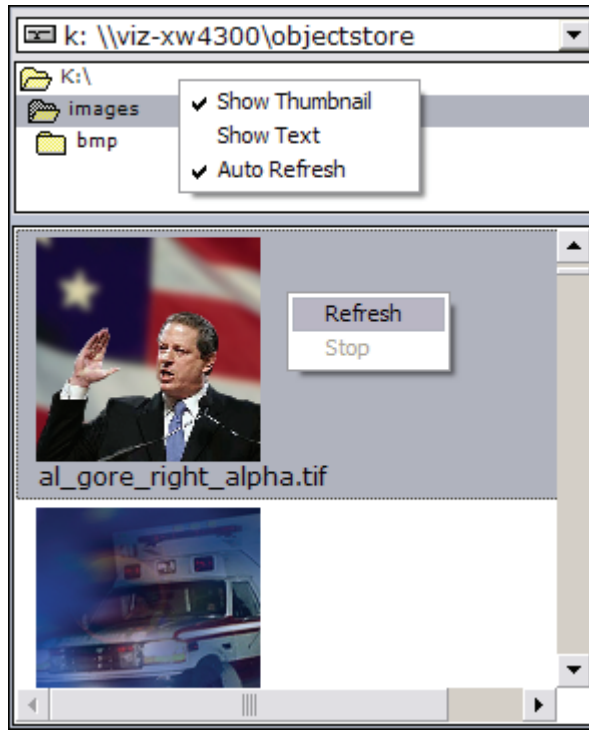 k: \\viz-xw4300\objectstore
K:\
images
bmp
Show Thumbnail
Show Text
Auto Refresh
Refresh
Stop
al_gore_right_alpha.tif